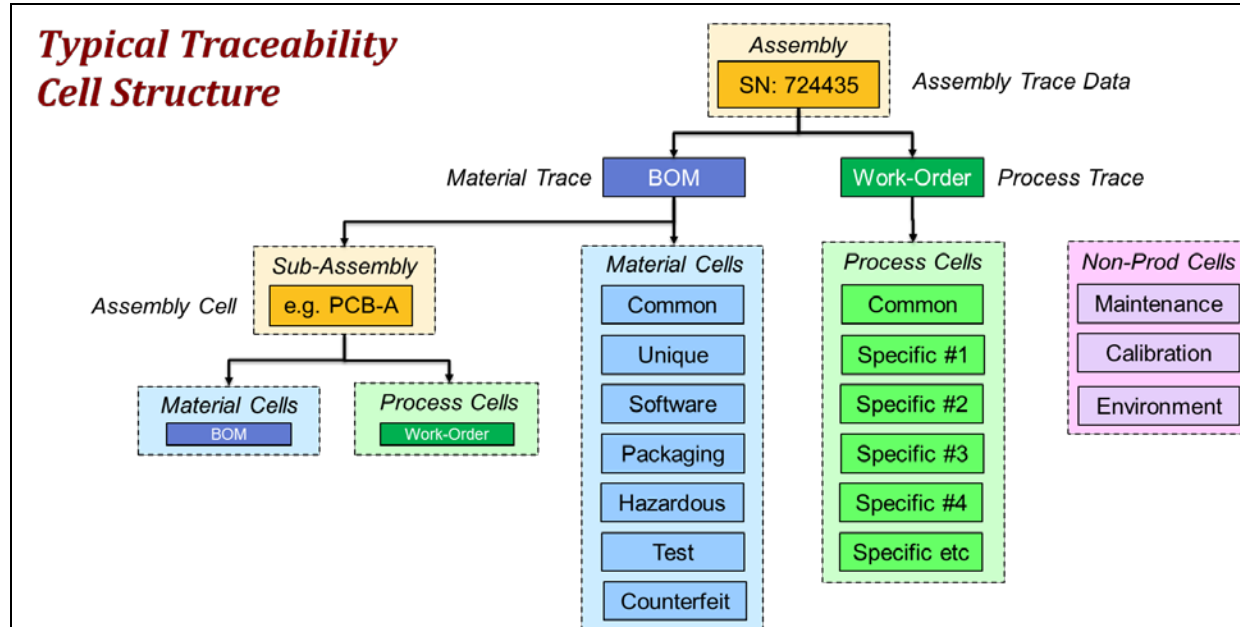 Typical Traceability
Cell Structure
Assembly
SN: 724435
Assembly Trace Data
Material Trace
BOM
Work-Order
Process Trace
Sub-Assembly
e.g. PCB-A
Assembly Cell
Material Cells
BOM
Process Cells
Work-Order
Material Cells
Common
Unique
Software
Packaging
Hazardous
Test
Counterfeit
Process Cells
Common
Specific #1
Specific #2
Specific #3
Specific #4
Specific etc
Non-Prod Cells
Maintenance
Calibration
Environment